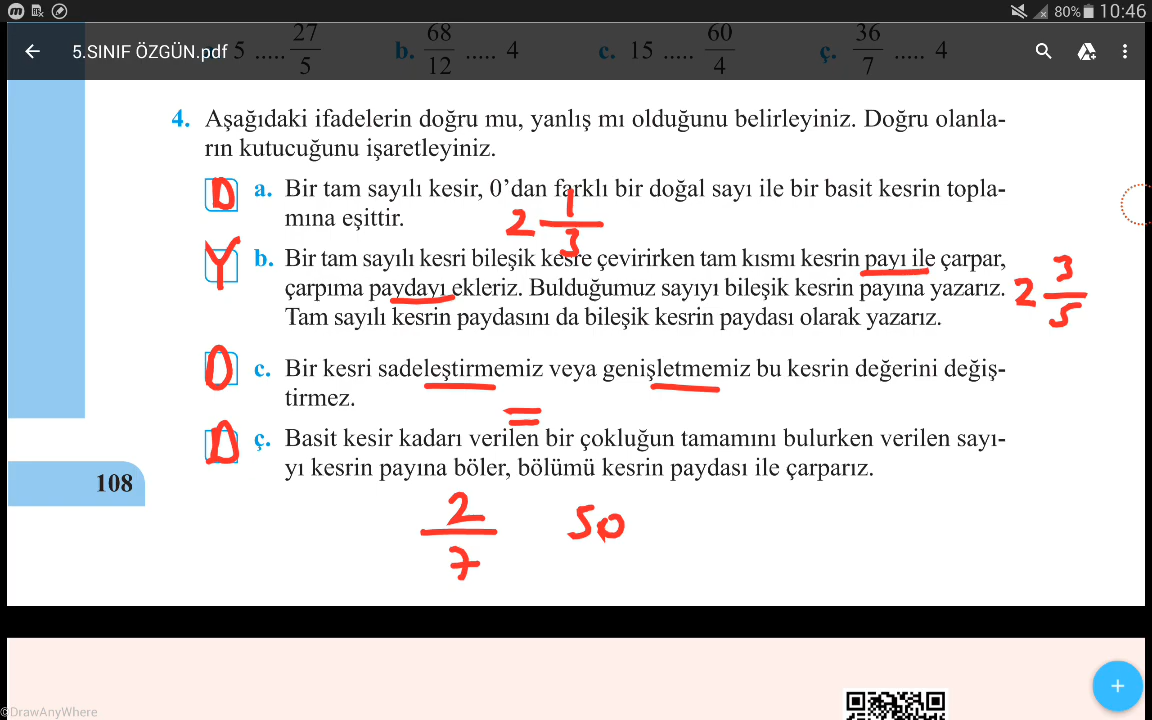 80% 10:46
5.SINIF ÖZGÜN.pdf
5 ..... 27/5 b. 68/12 ..... 4 c. 15 ..... 60/4 ç. 36/7 ..... 4
4. Aşağıdaki ifadelerin doğru mu, yanlış mı olduğunu belirleyiniz. Doğru olanla-
rın kutucuğunu işaretleyiniz.
D a. Bir tam sayılı kesir, 0’dan farklı bir doğal sayı ile bir basit kesrin topla-
mına eşittir.
2 1/3
Y b. Bir tam sayılı kesri bileşik kesre çevirirken tam kısmı kesrin payı ile çarpar,
çarpıma paydayı ekleriz. Bulduğumuz sayıyı bileşik kesrin payına yazarız.
2 3/5
Tam sayılı kesrin paydasını da bileşik kesrin paydası olarak yazarız.
D c. Bir kesri sadeleştirmemiz veya genişletmemiz bu kesrin değerini değiş-
tirmez.
=
D ç. Basit kesir kadarı verilen bir çokluğun tamamını bulurken verilen sayı-
yı kesrin payına böler, bölümü kesrin paydası ile çarparız.
108
2/7 50
+
©DrawAnyWhere